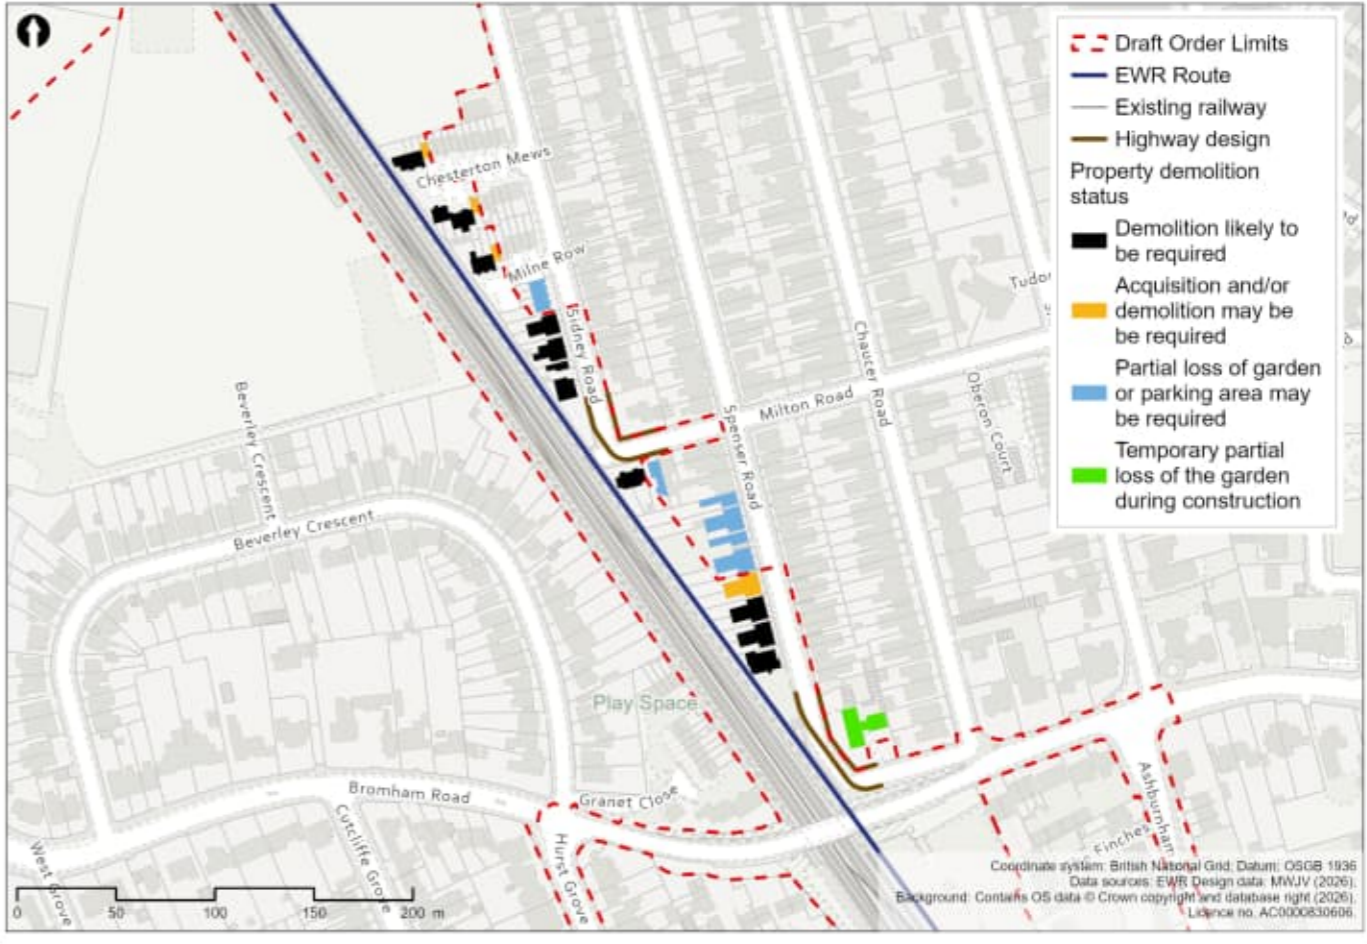 Draft Order Limits
EWR Route
Existing railway
Highway design
Property demolition
status
Demolition likely to
be required
Acquisition and/or
demolition may be
be required
Partial loss of garden
or parking area may
be required
Temporary partial
loss of the garden
during construction
Chesterton Mews
Milne Row
Sidney Road
Tudor
Chaucer Road
Milton Road
Oberon Court
Spenser Road
Beverley Crescent
Beverley Crescent
Play Space
Bromham Road
Granet Close
Cutcliffe Grove
Hurst Grove
West Grove
Ashburnham
Finches
0 50 100 150 200 m
Coordinate system: British National Grid; Datum: OSGB 1936
Data sources: EWR Design data: MWJV (2026);
Background: Contains OS data © Crown copyright and database right (2026),
Licence no. AC0000830606.